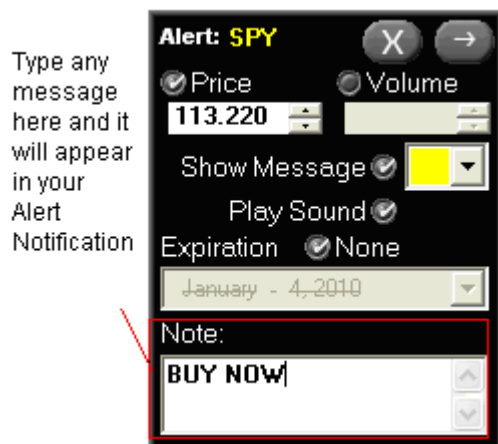 Type any
message
here and it
will appear
in your
Alert
Notification
Alert: SPY
X →
Price Volume
113.220
Show Message
Play Sound
Expiration None
January - 4, 2010
Note:
BUY NOW